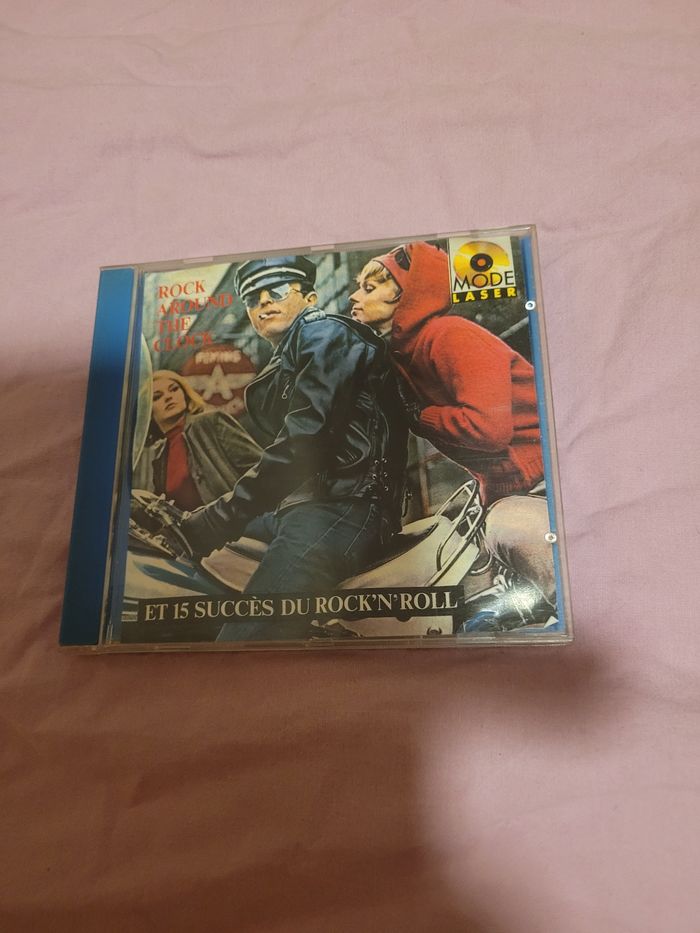 ROCK
AROUND
THE
CLOCK
MODE
LASER
FLYING
A
ET 15 SUCCÈS DU ROCK'N'ROLL